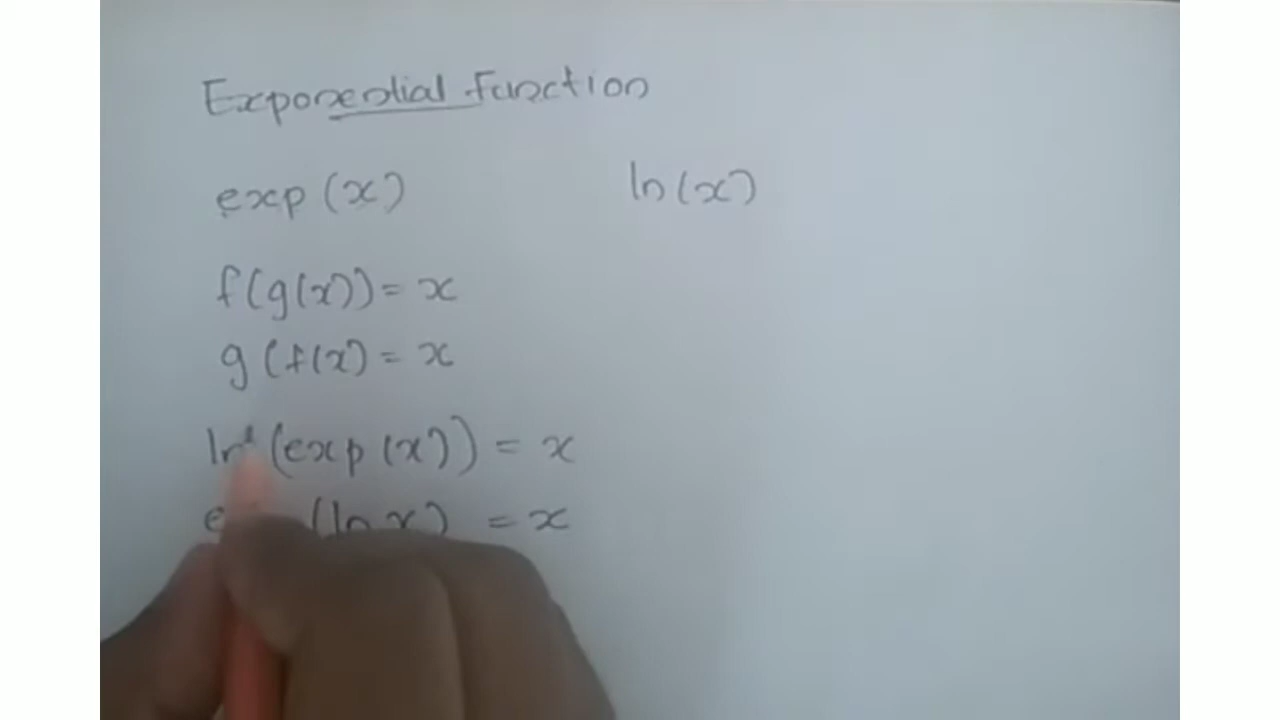 Exponential function
exp (x) ln (x)
f(g(x)) = x
g (f(x) = x
ln (exp (x)) = x
(ln x) = x